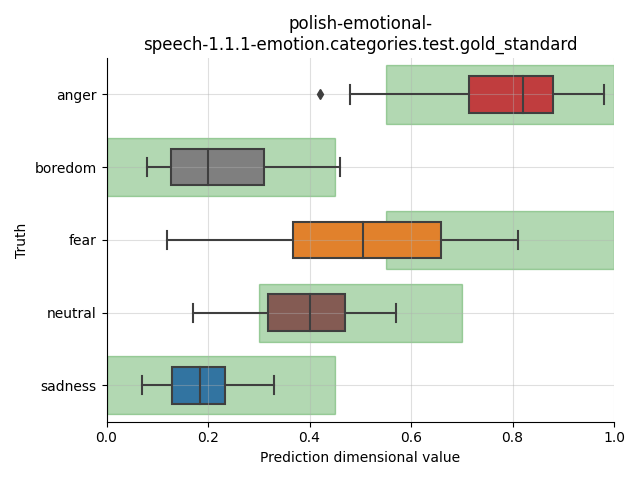 polish-emotional-
speech-1.1.1-emotion.categories.test.gold_standard
anger
boredom
fear
neutral
sadness
Truth
0.0 0.2 0.4 0.6 0.8 1.0
Prediction dimensional value